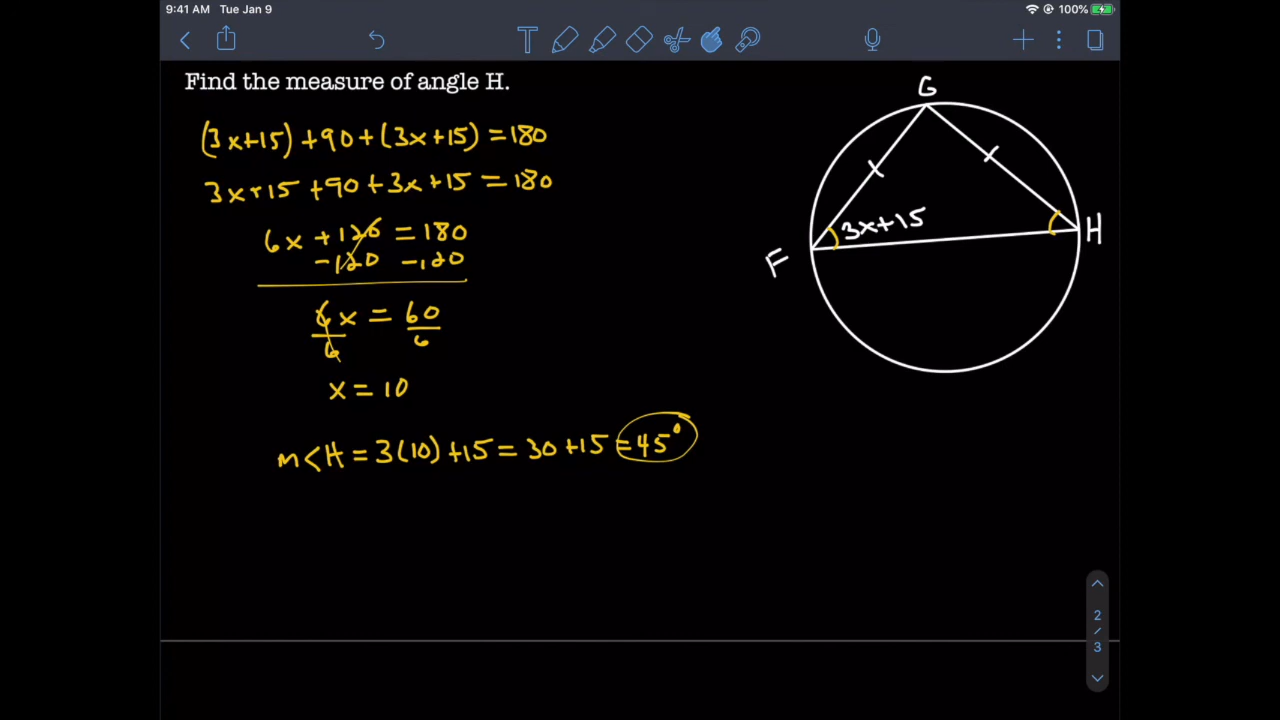 9:41 AM Tue Jan 9
100%
T
Find the measure of angle H.
(3x+15) +90 + (3x+15) = 180
3x+15 +90 +3x+15 = 180
6x +120 = 180
-120 -120
6x = 60
6 6
x = 10
m<H = 3(10) +15 = 30 +15 = 45°
G
3x+15
H
F
2
/
3